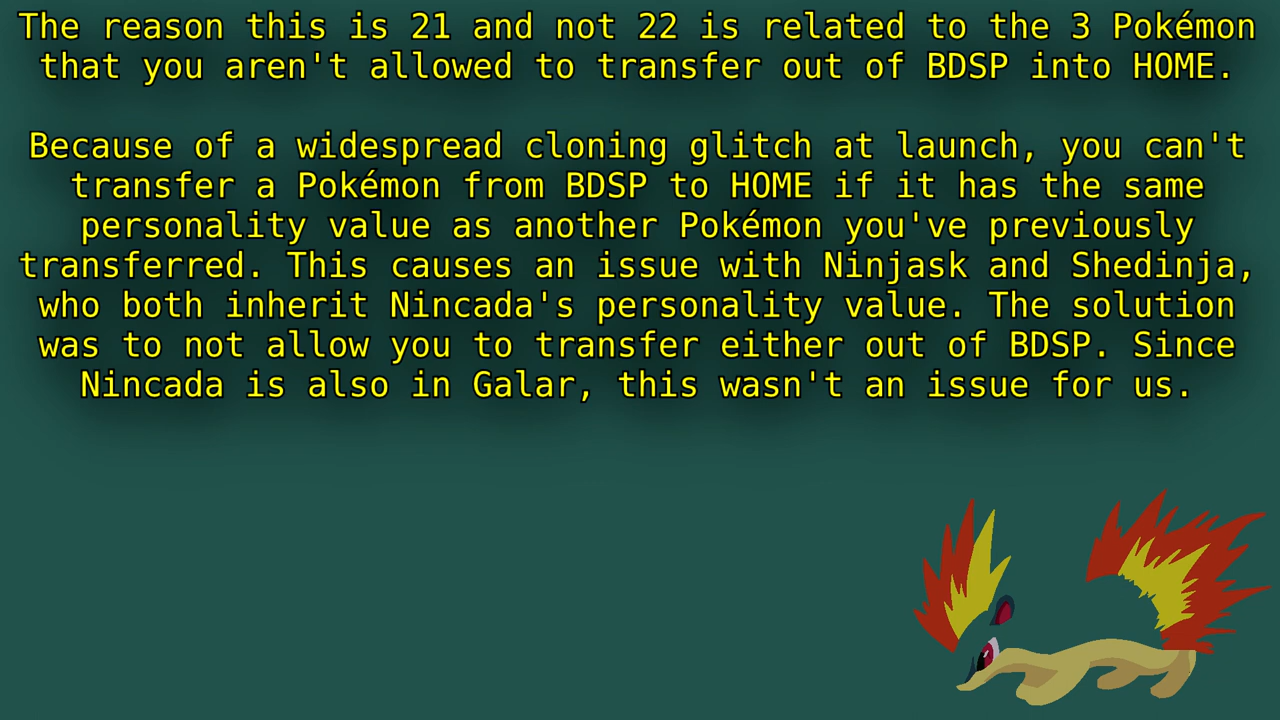 The reason this is 21 and not 22 is related to the 3 Pokémon
that you aren't allowed to transfer out of BDSP into HOME.
Because of a widespread cloning glitch at launch, you can't
transfer a Pokémon from BDSP to HOME if it has the same
personality value as another Pokémon you've previously
transferred. This causes an issue with Ninjask and Shedinja,
who both inherit Nincada's personality value. The solution
was to not allow you to transfer either out of BDSP. Since
Nincada is also in Galar, this wasn't an issue for us.